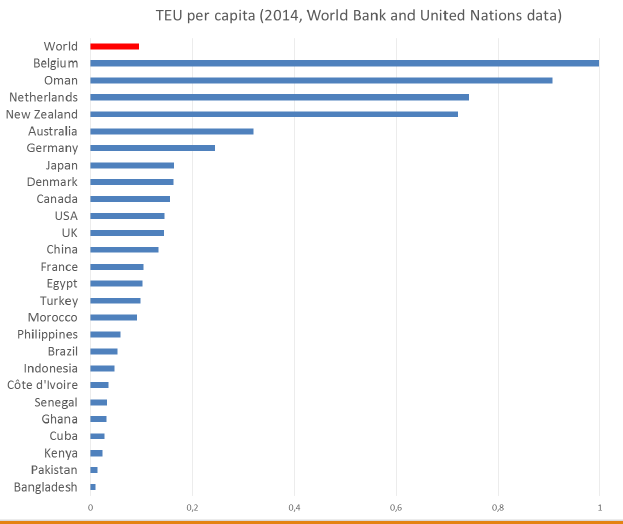 TEU per capita (2014, World Bank and United Nations data)
World
Belgium
Oman
Netherlands
New Zealand
Australia
Germany
Japan
Denmark
Canada
USA
UK
China
France
Egypt
Turkey
Morocco
Philippines
Brazil
Indonesia
Côte d'Ivoire
Senegal
Ghana
Cuba
Kenya
Pakistan
Bangladesh
0 0,2 0,4 0,6 0,8 1